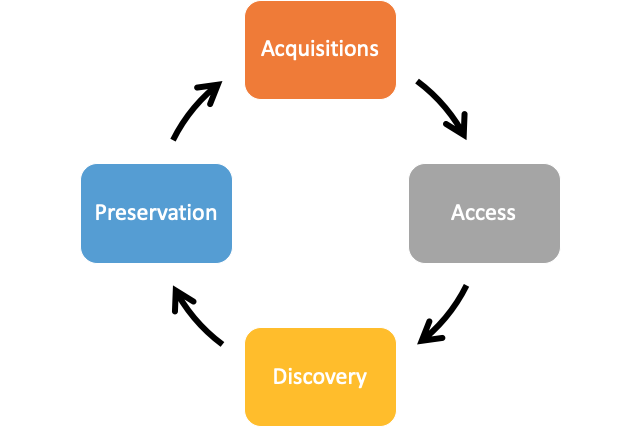 Acquisitions
Access
Discovery
Preservation